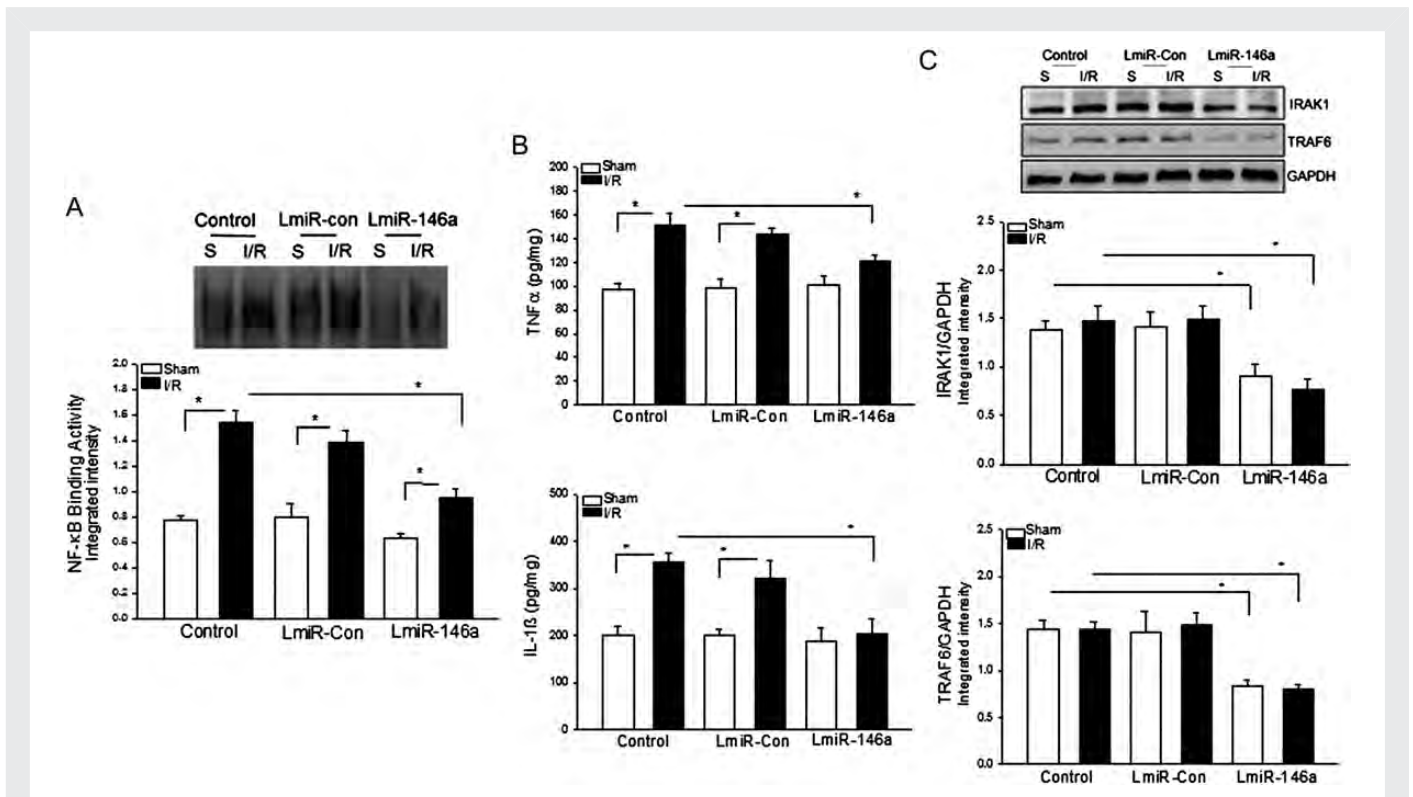 A
Control LmiR-con LmiR-146a
S I/R S I/R S I/R
NF-κB Binding Activity
Integrated intensity
2.0
1.8
1.6
1.4
1.2
1.0
0.8
0.6
0.4
0.2
0.0
Sham
I/R
*
*
*
*
Control LmiR-Con LmiR-146a
B
TNFα (pg/mg)
200
180
160
140
120
100
80
60
40
20
0
Sham
I/R
*
*
*
Control LmiR-Con LmiR-146a
IL-1ß (pg/mg)
500
400
300
200
100
0
Sham
I/R
*
*
*
Control LmiR-Con LmiR-146a
C
Control LmiR-Con LmiR-146a
S I/R S I/R S I/R
IRAK1
TRAF6
GAPDH
IRAK1/GAPDH
Integrated intensity
2.5
2.0
1.5
1.0
0.5
0.0
Sham
I/R
*
*
Control LmiR-Con LmiR-146a
TRAF6/GAPDH
Integrated intensity
2.5
2.0
1.5
1.0
0.5
0.0
Sham
I/R
*
*
Control LmiR-Con LmiR-146a